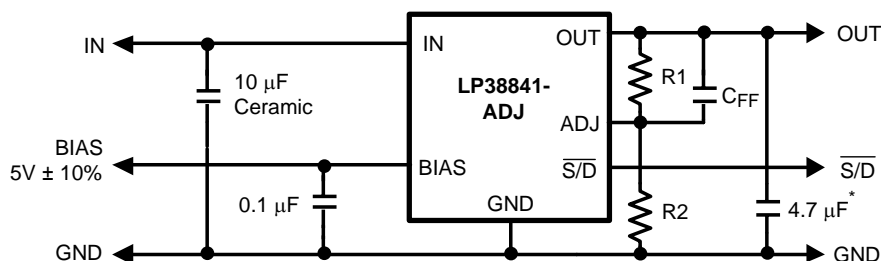 IN
10 μF
Ceramic
BIAS
5V ± 10%
0.1 μF
GND
IN
OUT
LP38841-
ADJ
ADJ
BIAS
S/D
GND
R1
CFF
R2
4.7 μF*
OUT
S/D
GND